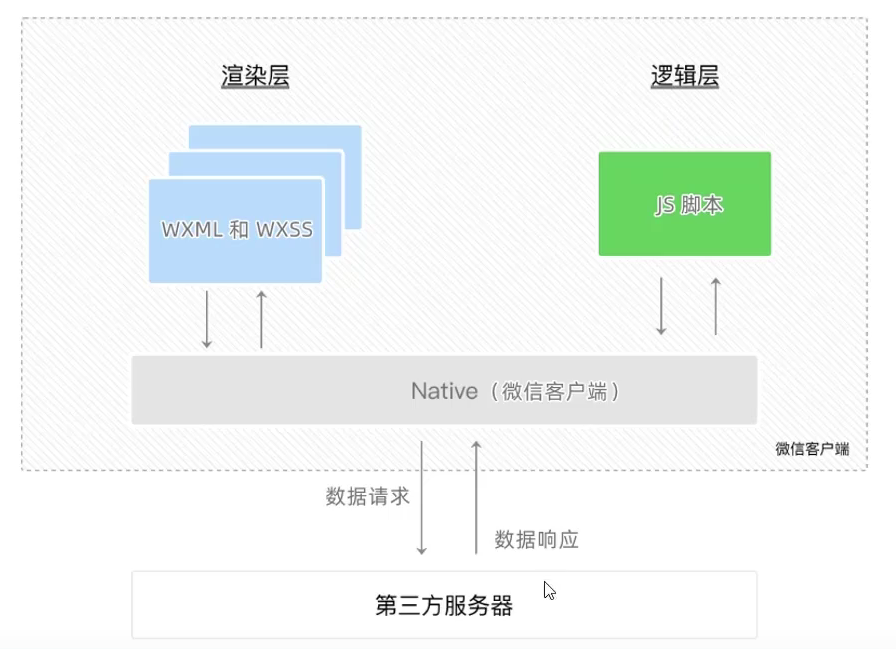 渲染层
逻辑层
WXML 和 WXSS
JS 脚本
Native（微信客户端）
微信客户端
数据请求
数据响应
第三方服务器